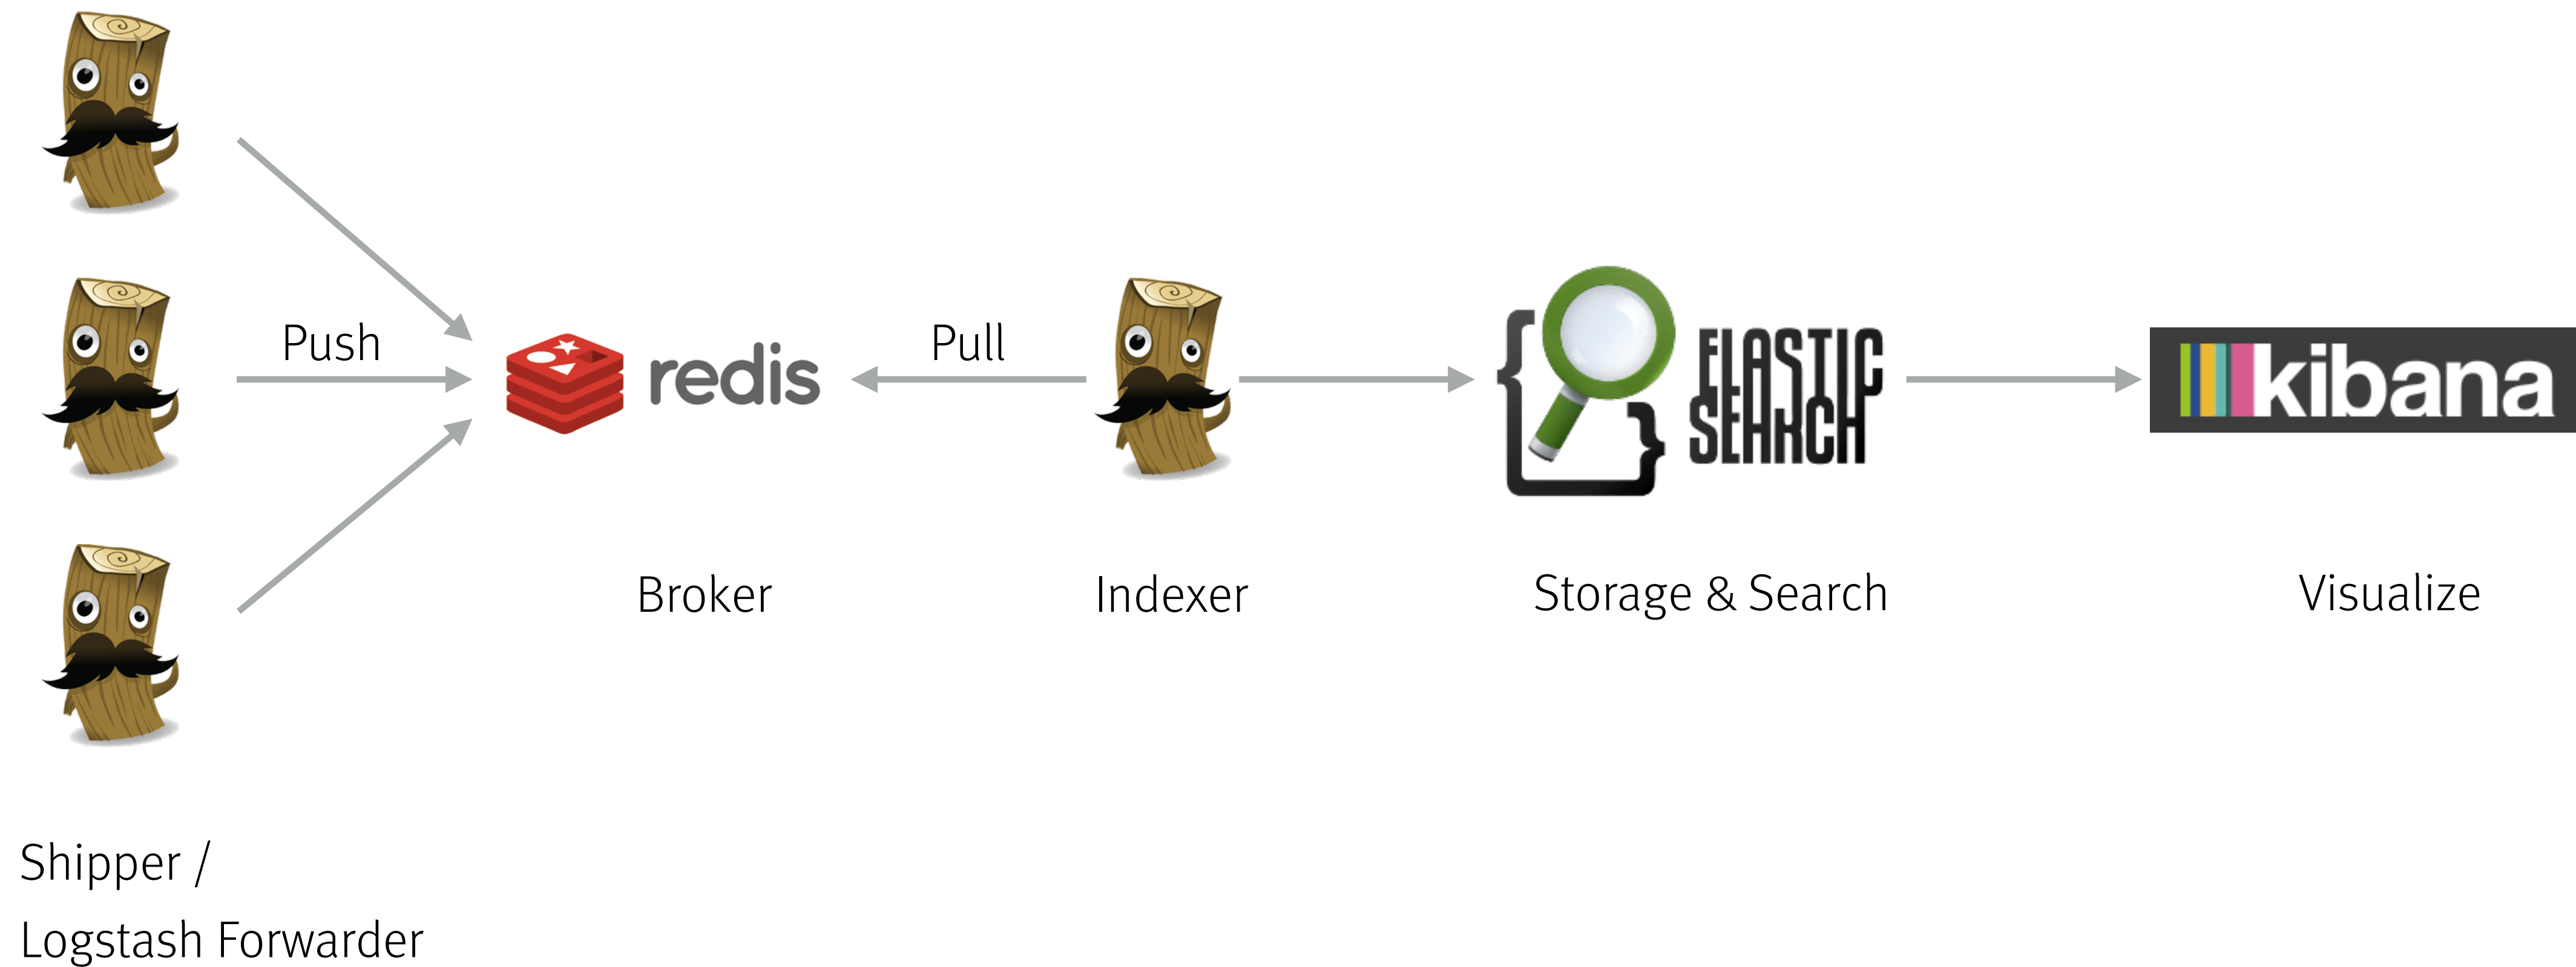 Push
redis
Pull
ELASTIC
SEARCH
kibana
Broker
Indexer
Storage & Search
Visualize
Shipper /
Logstash Forwarder